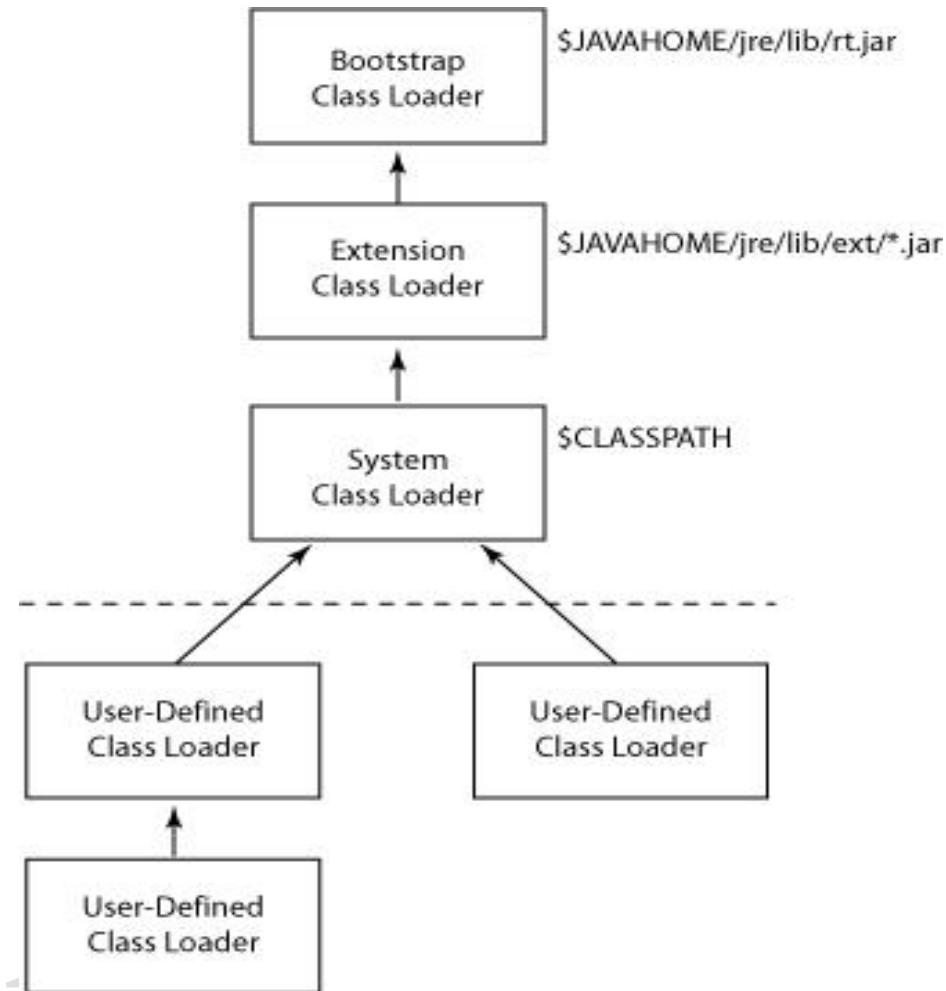 Bootstrap
Class Loader
$JAVAHOME/jre/lib/rt.jar
Extension
Class Loader
$JAVAHOME/jre/lib/ext/*.jar
System
Class Loader
$CLASSPATH
User-Defined
Class Loader
User-Defined
Class Loader
User-Defined
Class Loader